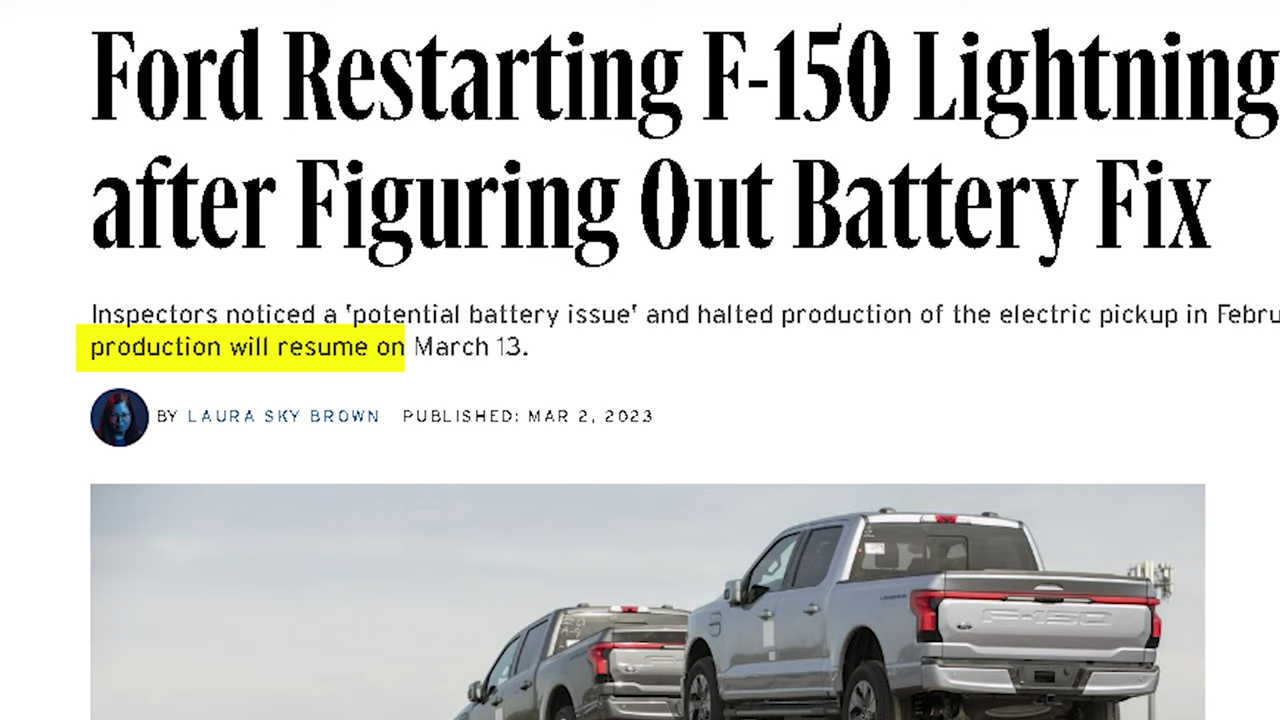 Ford Restarting F-150 Lightning
after Figuring Out Battery Fix
Inspectors noticed a 'potential battery issue' and halted production of the electric pickup in Febru
production will resume on March 13.
BY LAURA SKY BROWN PUBLISHED: MAR 2, 2023
F-150